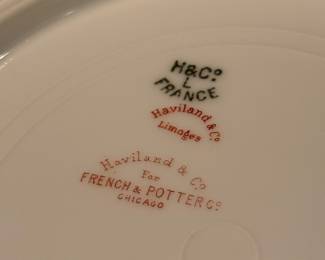 H&Co
L
FRANCE
Haviland & Co
Limoges
Haviland & Co
For
FRENCH & POTTER Co
CHICAGO